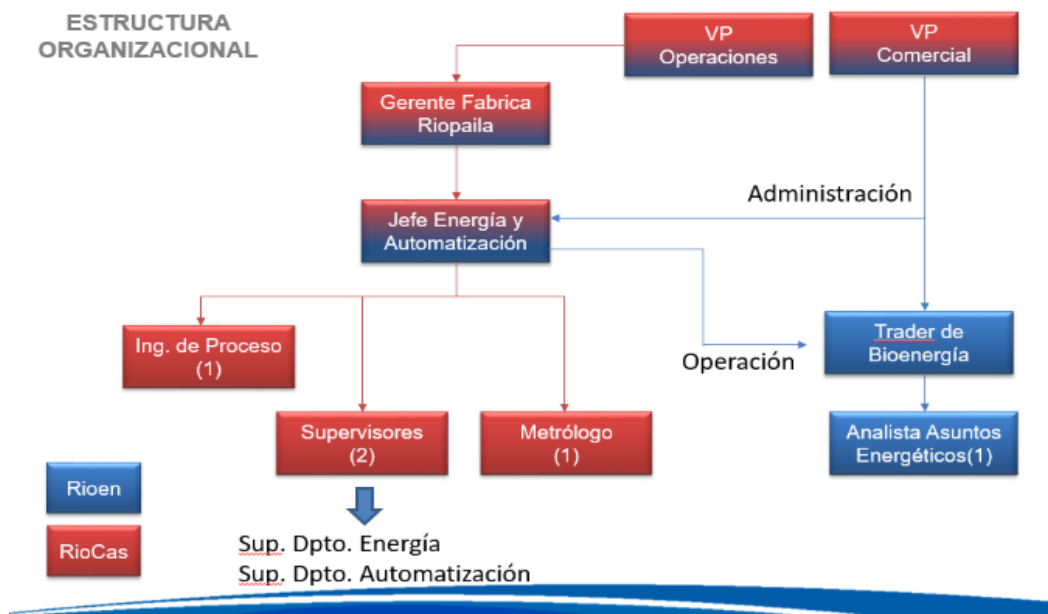 ESTRUCTURA
ORGANIZACIONAL
VP
Operaciones
VP
Comercial
Gerente Fabrica
Riopaila
Administración
Jefe Energía y
Automatización
Ing. de Proceso
(1)
Operación
Trader de
Bioenergía
Supervisores
(2)
Metrólogo
(1)
Analista Asuntos
Energéticos(1)
Rioen
RioCas
Sup. Dpto. Energía
Sup. Dpto. Automatización